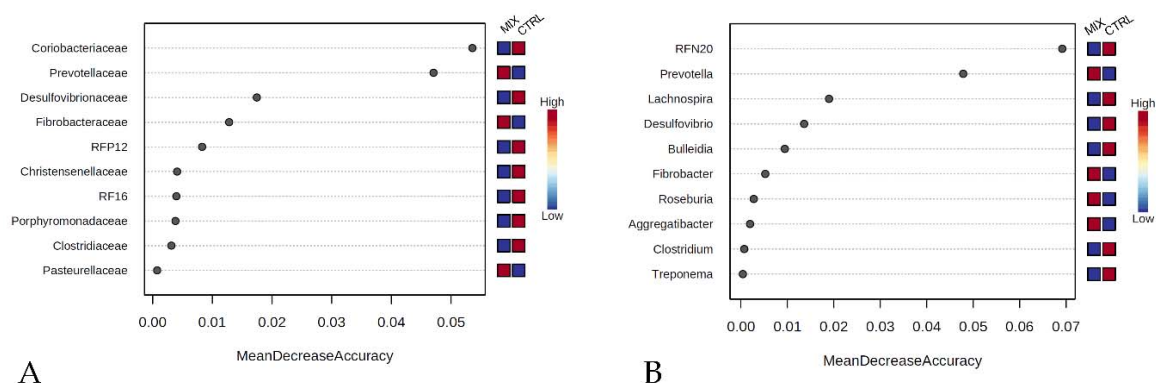 MIX CTRL
Coriobacteriaceae
Prevotellaceae
Desulfovibrionaceae
Fibrobacteraceae
RFP12
Christensenellaceae
RF16
Porphyromonadaceae
Clostridiaceae
Pasteurellaceae
High
Low
0.00 0.01 0.02 0.03 0.04 0.05
MeanDecreaseAccuracy
A
MIX CTRL
RFN20
Prevotella
Lachnospira
Desulfovibrio
Bulleidia
Fibrobacter
Roseburia
Aggregatibacter
Clostridium
Treponema
High
Low
0.00 0.01 0.02 0.03 0.04 0.05 0.06 0.07
MeanDecreaseAccuracy
B